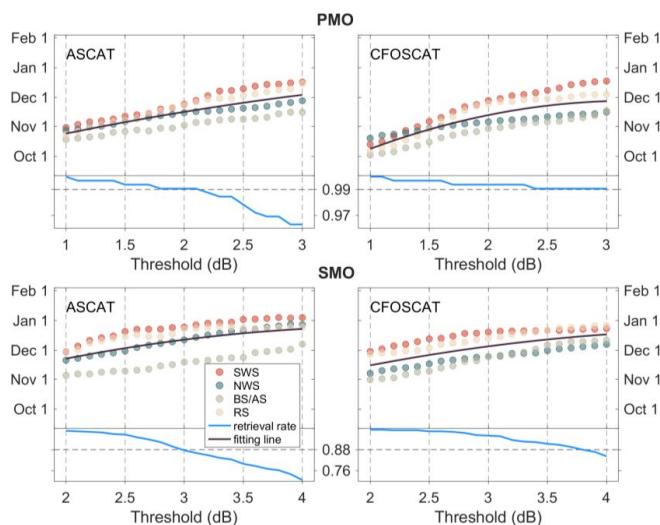 PMO
Feb 1
Jan 1
Dec 1
Nov 1
Oct 1
ASCAT
1
1.5
2
2.5
3
Threshold (dB)
CFOSCAT
Feb 1
Jan 1
Dec 1
Nov 1
Oct 1
0.99
0.97
1
1.5
2
2.5
3
Threshold (dB)
SMO
Feb 1
Jan 1
Dec 1
Nov 1
Oct 1
ASCAT
SWS
NWS
BS/AS
RS
retrieval rate
fitting line
2
2.5
3
3.5
4
Threshold (dB)
CFOSCAT
Feb 1
Jan 1
Dec 1
Nov 1
Oct 1
0.88
0.76
2
2.5
3
3.5
4
Threshold (dB)